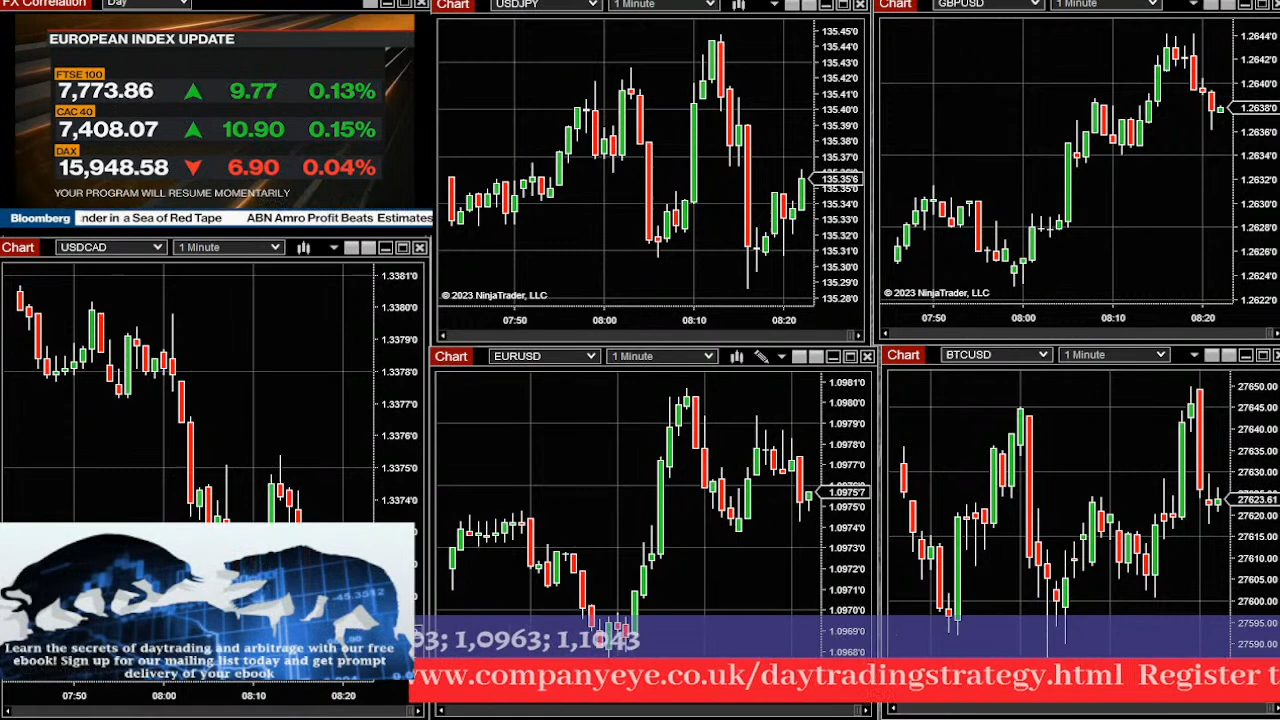 FX Correlation
Day
EUROPEAN INDEX UPDATE
FTSE 100
7,773.86 9.77 0.13%
CAC 40
7,408.07 10.90 0.15%
DAX
15,948.58 6.90 0.04%
YOUR PROGRAM WILL RESUME MOMENTARILY
Bloomberg nder in a Sea of Red Tape ABN Amro Profit Beats Estimates
Chart USDJPY 1 Minute
135.45'0
135.44'0
135.43'0
135.42'0
135.40'0
135.39'0
135.37'0
135.35'6
135.35'0
135.34'0
135.33'0
135.31'0
135.30'0
135.28'0
© 2023 NinjaTrader, LLC
07:50 08:00 08:10 08:20
Chart GBPUSD 1 Minute
1.2644'0
1.2642'0
1.2640'0
1.2638'0
1.2636'0
1.2634'0
1.2632'0
1.2630'0
1.2628'0
1.2626'0
1.2624'0
1.2622'0
© 2023 NinjaTrader, LLC
07:50 08:00 08:10 08:20
Chart USDCAD 1 Minute
1.3381'0
1.3380'0
1.3379'0
1.3378'0
1.3377'0
1.3376'0
1.3375'0
1.3374'0
07:50 08:00 08:10 08:20
Chart EURUSD 1 Minute
1.0981'0
1.0980'0
1.0979'0
1.0978'0
1.0977'0
1.0975'7
1.0975'0
1.0974'0
1.0973'0
1.0972'0
1.0971'0
1.0970'0
1.0969'0
1.0968'0
Chart BTCUSD 1 Minute
27650.00
27645.00
27640.00
27635.00
27630.00
27623.61
27620.00
27615.00
27610.00
27605.00
27600.00
27595.00
27590.00
-45.3512
Learn the secrets of daytrading and arbitrage with our free
ebook! Sign up for our mailing list today and get prompt
delivery of your ebook
03; 1,0963; 1,1043
www.companyeye.co.uk/daytradingstrategy.html Register t